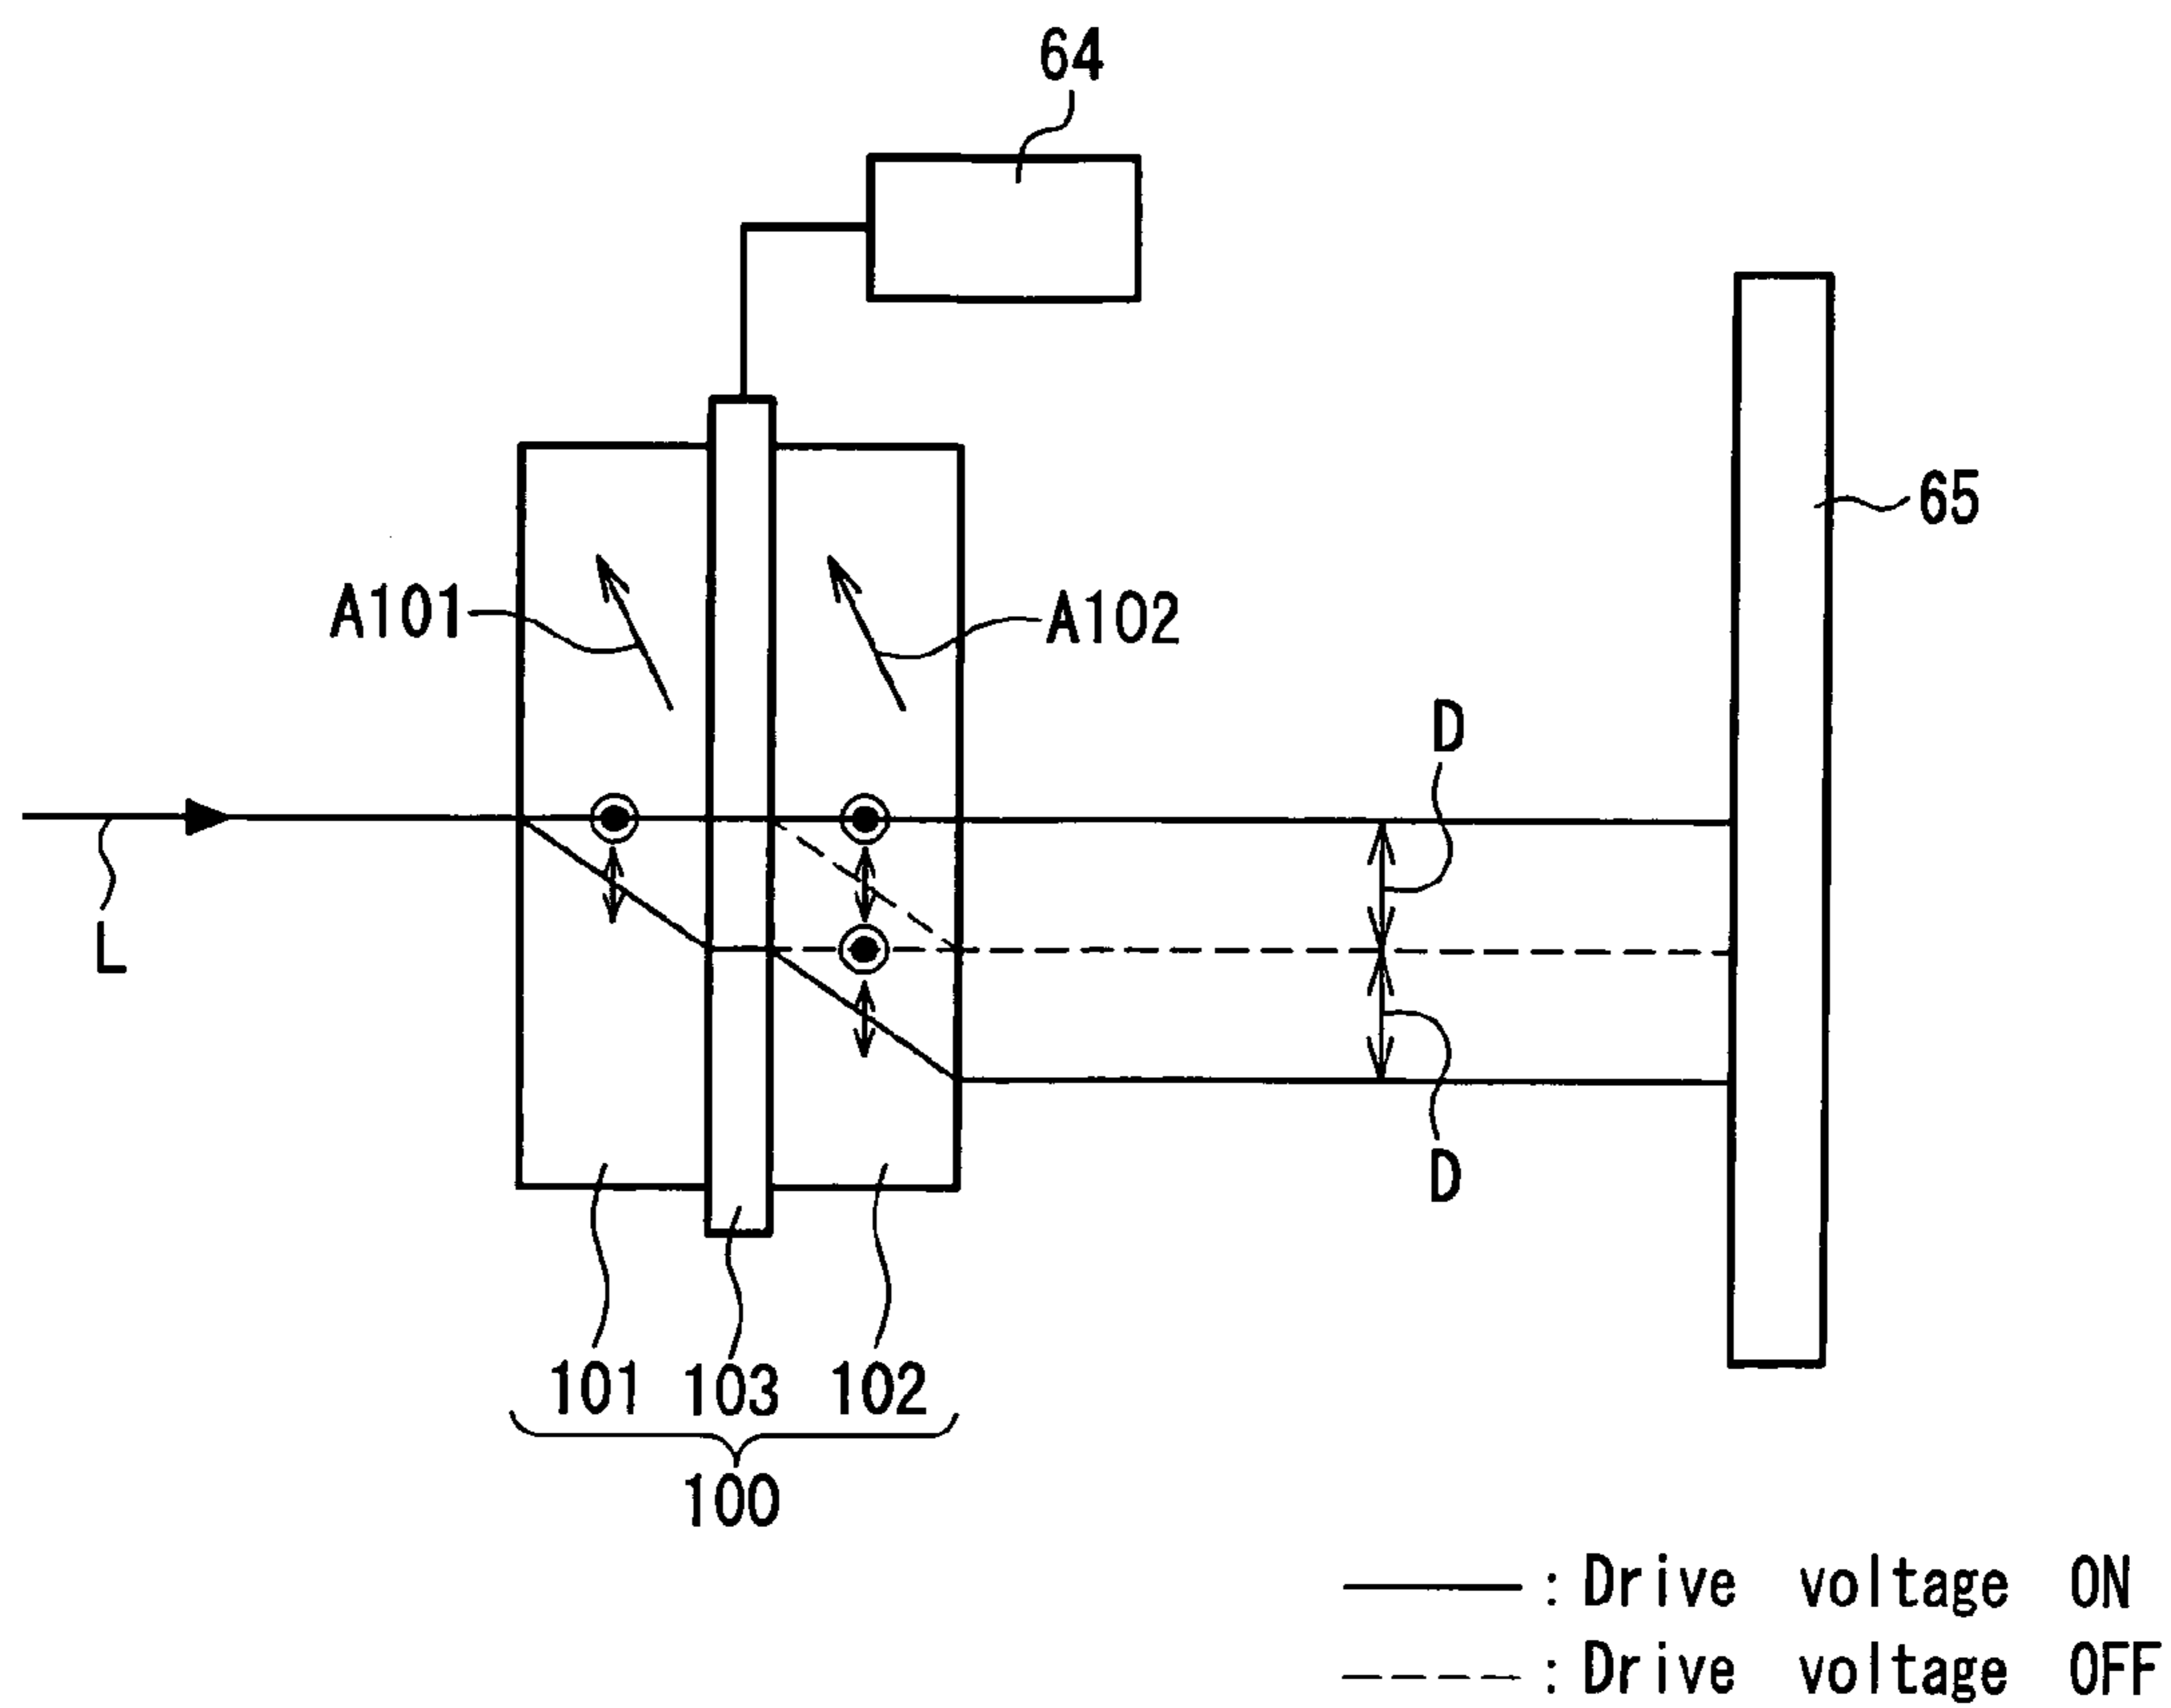 64
65
A101
A102
D
L
D
101 103 102
100
: Drive voltage ON
: Drive voltage OFF